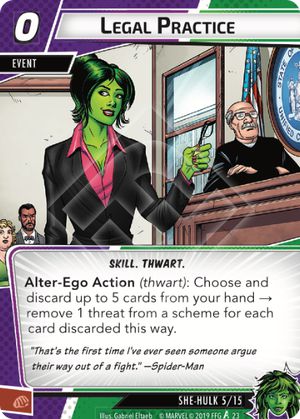 0
LEGAL PRACTICE
EVENT
SKILL. THWART.
Alter-Ego Action (thwart): Choose and
discard up to 5 cards from your hand →
remove 1 threat from a scheme for each
card discarded this way.
"That's the first time I've ever seen someone argue
their way out of a fight." —Spider-Man
SHE-HULK 5/15
Illus. Gabriel Eltaeb © MARVEL © 2019 FFG A 23